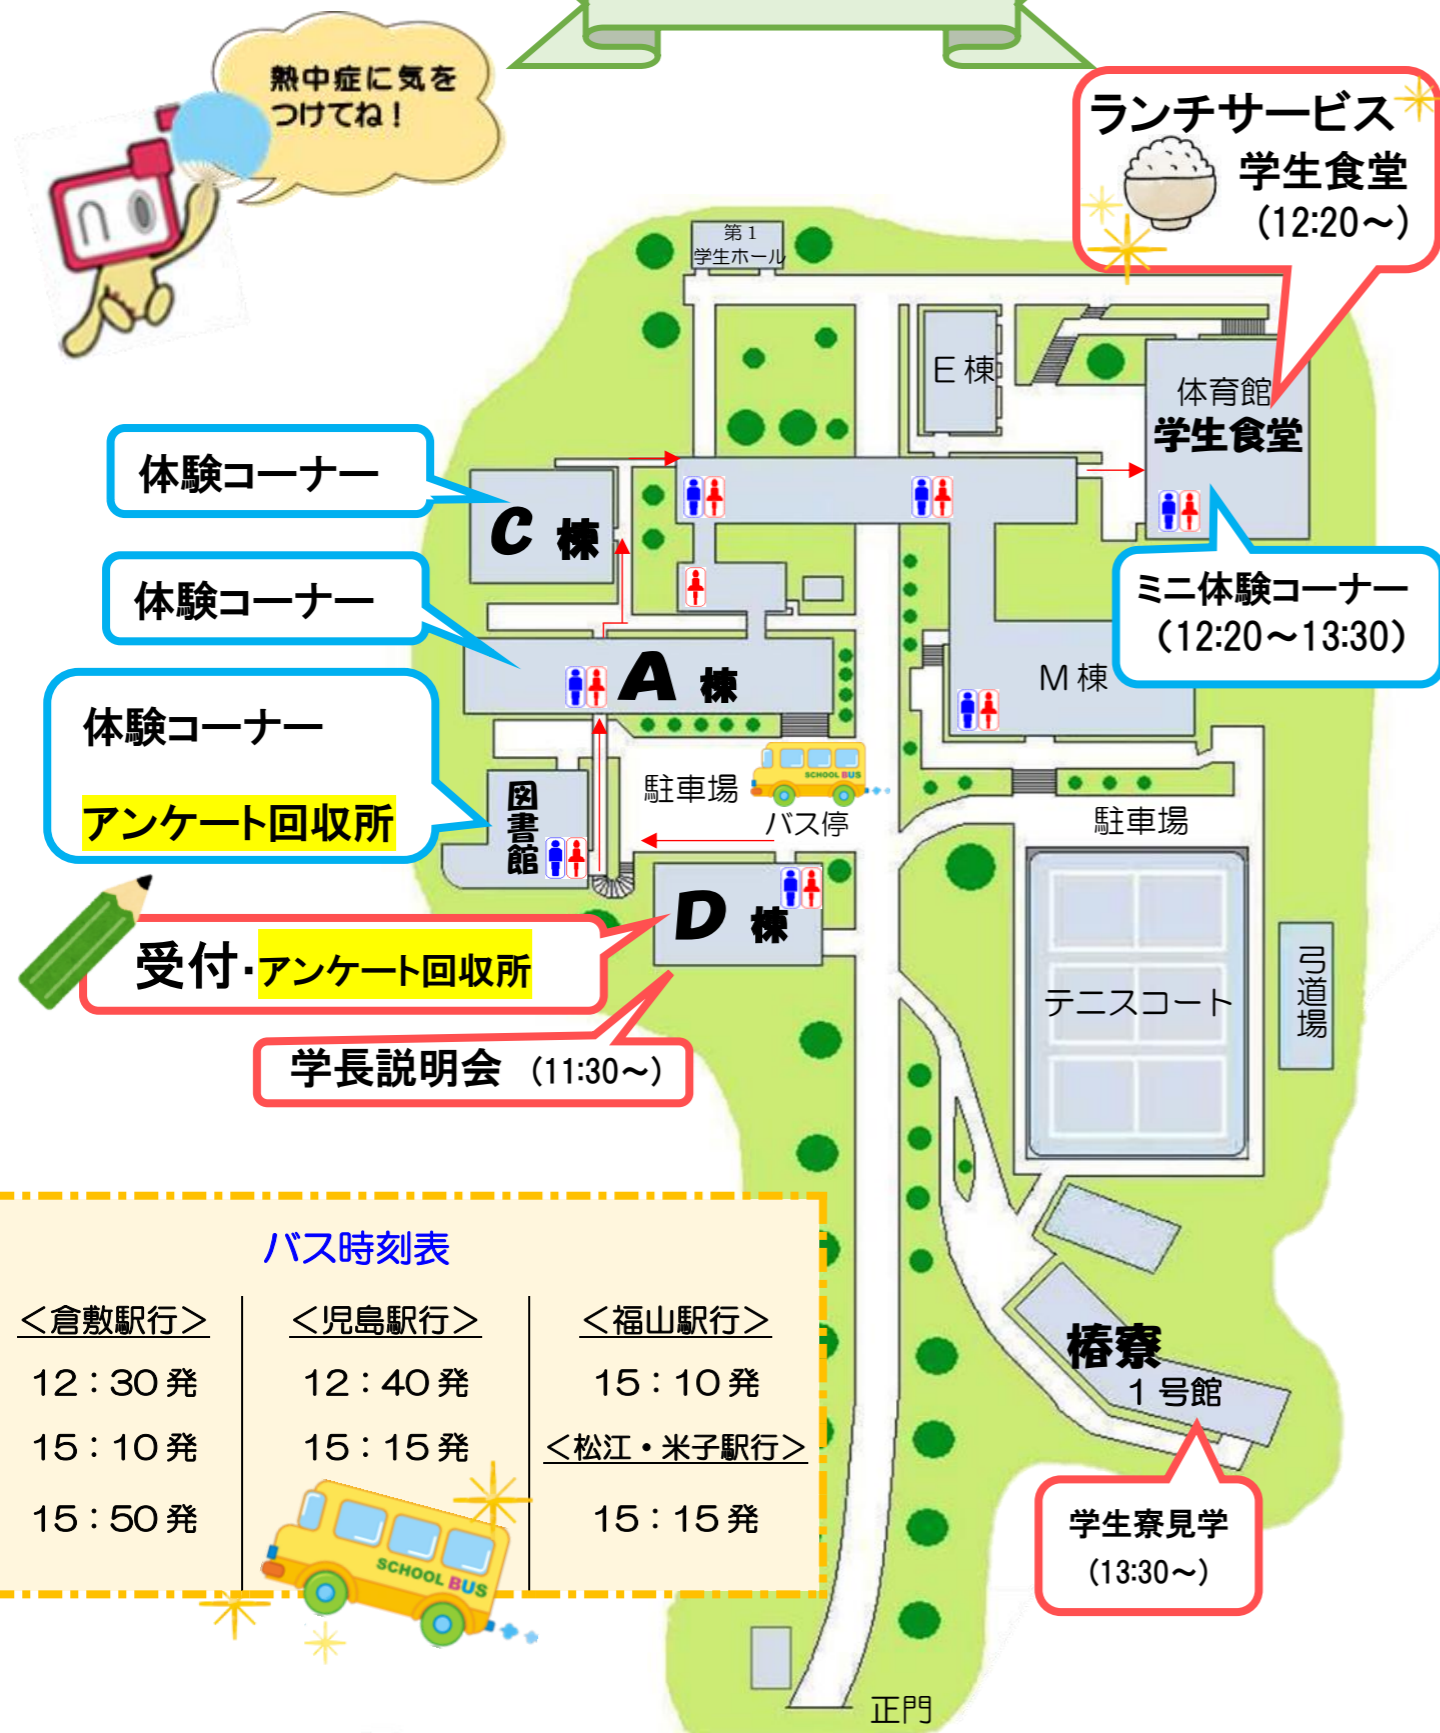 熱中症に気を
つけてね！
ランチサービス
学生食堂
（12:20～）
第１
学生ホール
Ｅ棟
体育館
学生食堂
体験コーナー
C 棟
体験コーナー
ミニ体験コーナー
（12:20～13:30）
A 棟
Ｍ棟
体験コーナー
アンケート回収所
図書館
駐車場
SCHOOL BUS
バス停
駐車場
D 棟
受付・アンケート回収所
弓道場
テニスコート
学長説明会 （11:30～）
バス時刻表
＜倉敷駅行＞
12：30発
15：10発
15：50発
＜児島駅行＞
12：40発
15：15発
＜福山駅行＞
15：10発
＜松江・米子駅行＞
15：15発
SCHOOL BUS
椿寮
１号館
学生寮見学
（13:30～）
正門